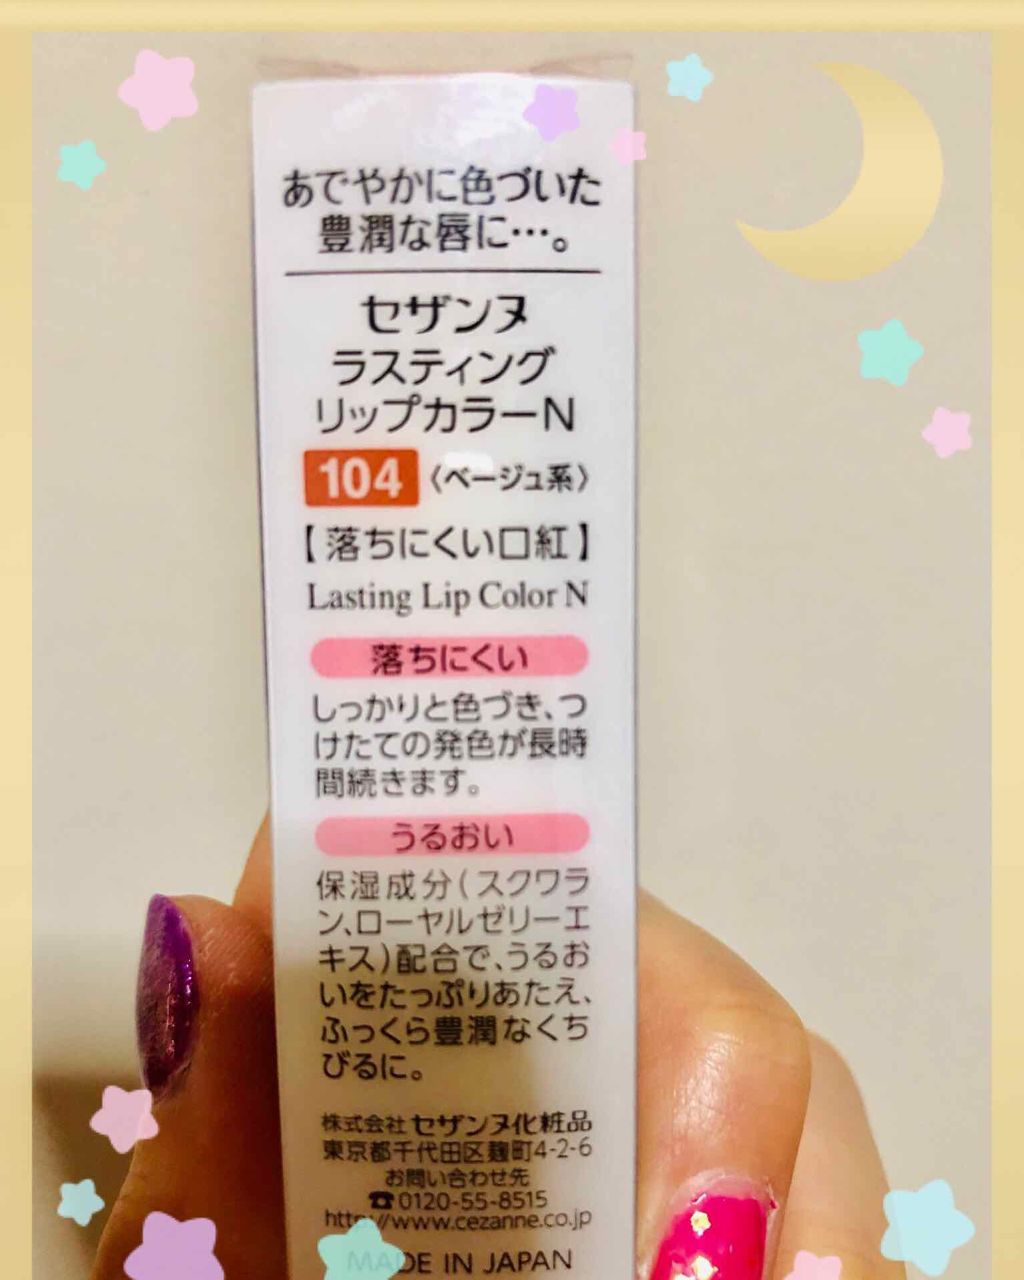 あでやかに色づいた
豊潤な唇に…。
セザンヌ
ラスティング
リップカラーN
104 〈ベージュ系〉
【落ちにくい口紅】
Lasting Lip Color N
落ちにくい
しっかりと色づき、つ
けたての発色が長時
間続きます。
うるおい
保湿成分(スクワラ
ン、ローヤルゼリーエ
キス)配合で、うるお
いをたっぷりあたえ、
ふっくら豊潤なくち
びるに。
株式会社 セザンヌ化粧品
東京都千代田区麹町4-2-6
お問い合わせ先
☎0120-55-8515
http://www.cezanne.co.jp
MADE IN JAPAN